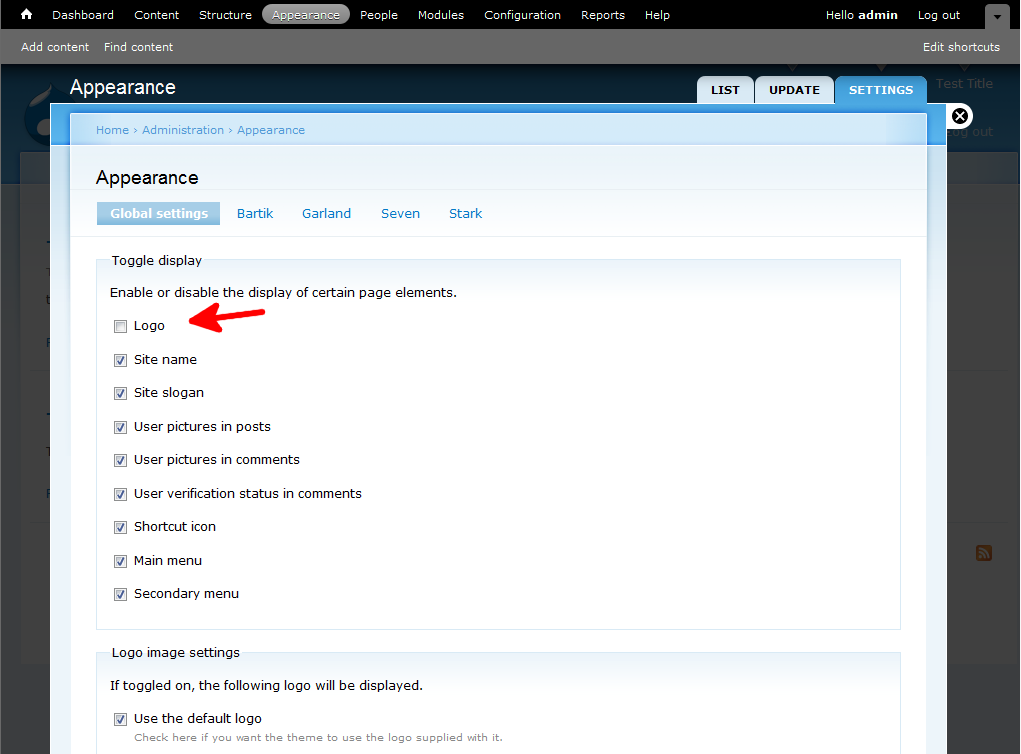 Dashboard Content Structure Appearance People Modules Configuration Reports Help Hello admin Log out
Add content Find content Edit shortcuts
Appearance LIST UPDATE SETTINGS Test Title
Log out
Home › Administration › Appearance
Appearance
Global settings Bartik Garland Seven Stark
Toggle display
Enable or disable the display of certain page elements.
Logo
Site name
Site slogan
User pictures in posts
User pictures in comments
User verification status in comments
Shortcut icon
Main menu
Secondary menu
Logo image settings
If toggled on, the following logo will be displayed.
Use the default logo
Check here if you want the theme to use the logo supplied with it.